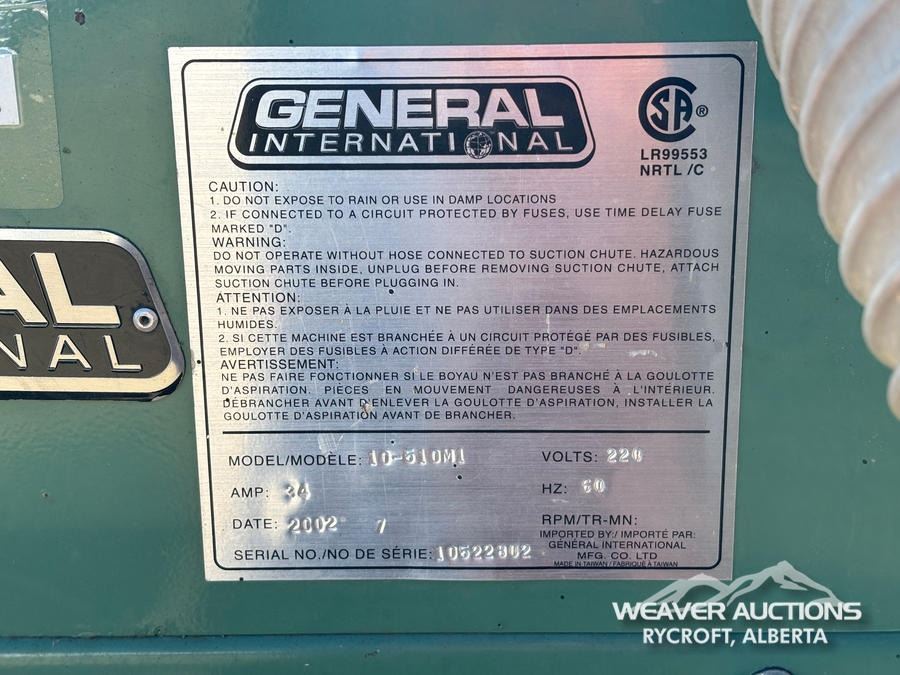 GENERAL
INTERNATIONAL
CSA ®
LR99553
NRTL /C
CAUTION:
1. DO NOT EXPOSE TO RAIN OR USE IN DAMP LOCATIONS
2. IF CONNECTED TO A CIRCUIT PROTECTED BY FUSES, USE TIME DELAY FUSE
MARKED "D".
WARNING:
DO NOT OPERATE WITHOUT HOSE CONNECTED TO SUCTION CHUTE. HAZARDOUS
MOVING PARTS INSIDE, UNPLUG BEFORE REMOVING SUCTION CHUTE, ATTACH
SUCTION CHUTE BEFORE PLUGGING IN.
ATTENTION:
1. NE PAS EXPOSER À LA PLUIE ET NE PAS UTILISER DANS DES EMPLACEMENTS
HUMIDES.
2. SI CETTE MACHINE EST BRANCHÉE À UN CIRCUIT PROTÉGÉ PAR DES FUSIBLES,
EMPLOYER DES FUSIBLES À ACTION DIFFÉRÉE DE TYPE "D".
AVERTISSEMENT:
NE PAS FAIRE FONCTIONNER SI LE BOYAU N'EST PAS BRANCHÉ À LA GOULOTTE
D'ASPIRATION. PIÈCES EN MOUVEMENT DANGEREUSES À L'INTÉRIEUR.
DÉBRANCHER AVANT D'ENLEVER LA GOULOTTE D'ASPIRATION, INSTALLER LA
GOULOTTE D'ASPIRATION AVANT DE BRANCHER.
MODEL/MODÈLE: 10-510M1
VOLTS: 220
AMP: 34
HZ: 60
DATE: 2002 7
RPM/TR-MN:
IMPORTED BY:/ IMPORTÉ PAR:
GÉNÉRAL INTERNATIONAL
MFG. CO. LTD
MADE IN TAIWAN / FABRIQUÉ À TAIWAN
SERIAL NO./NO DE SÉRIE: 10522802
AL
NAL
WEAVER AUCTIONS
RYCROFT, ALBERTA